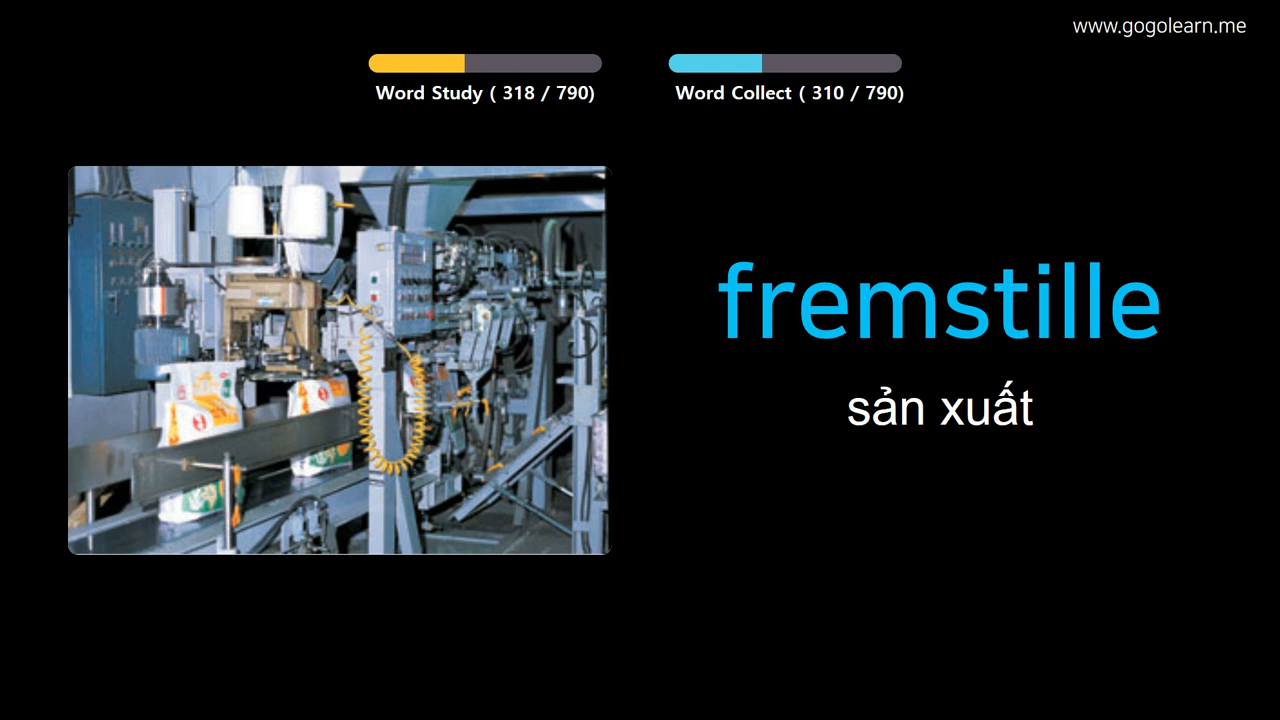 www.gogolearn.me
Word Study ( 318 / 790)
Word Collect ( 310 / 790)
fremstille
sản xuất